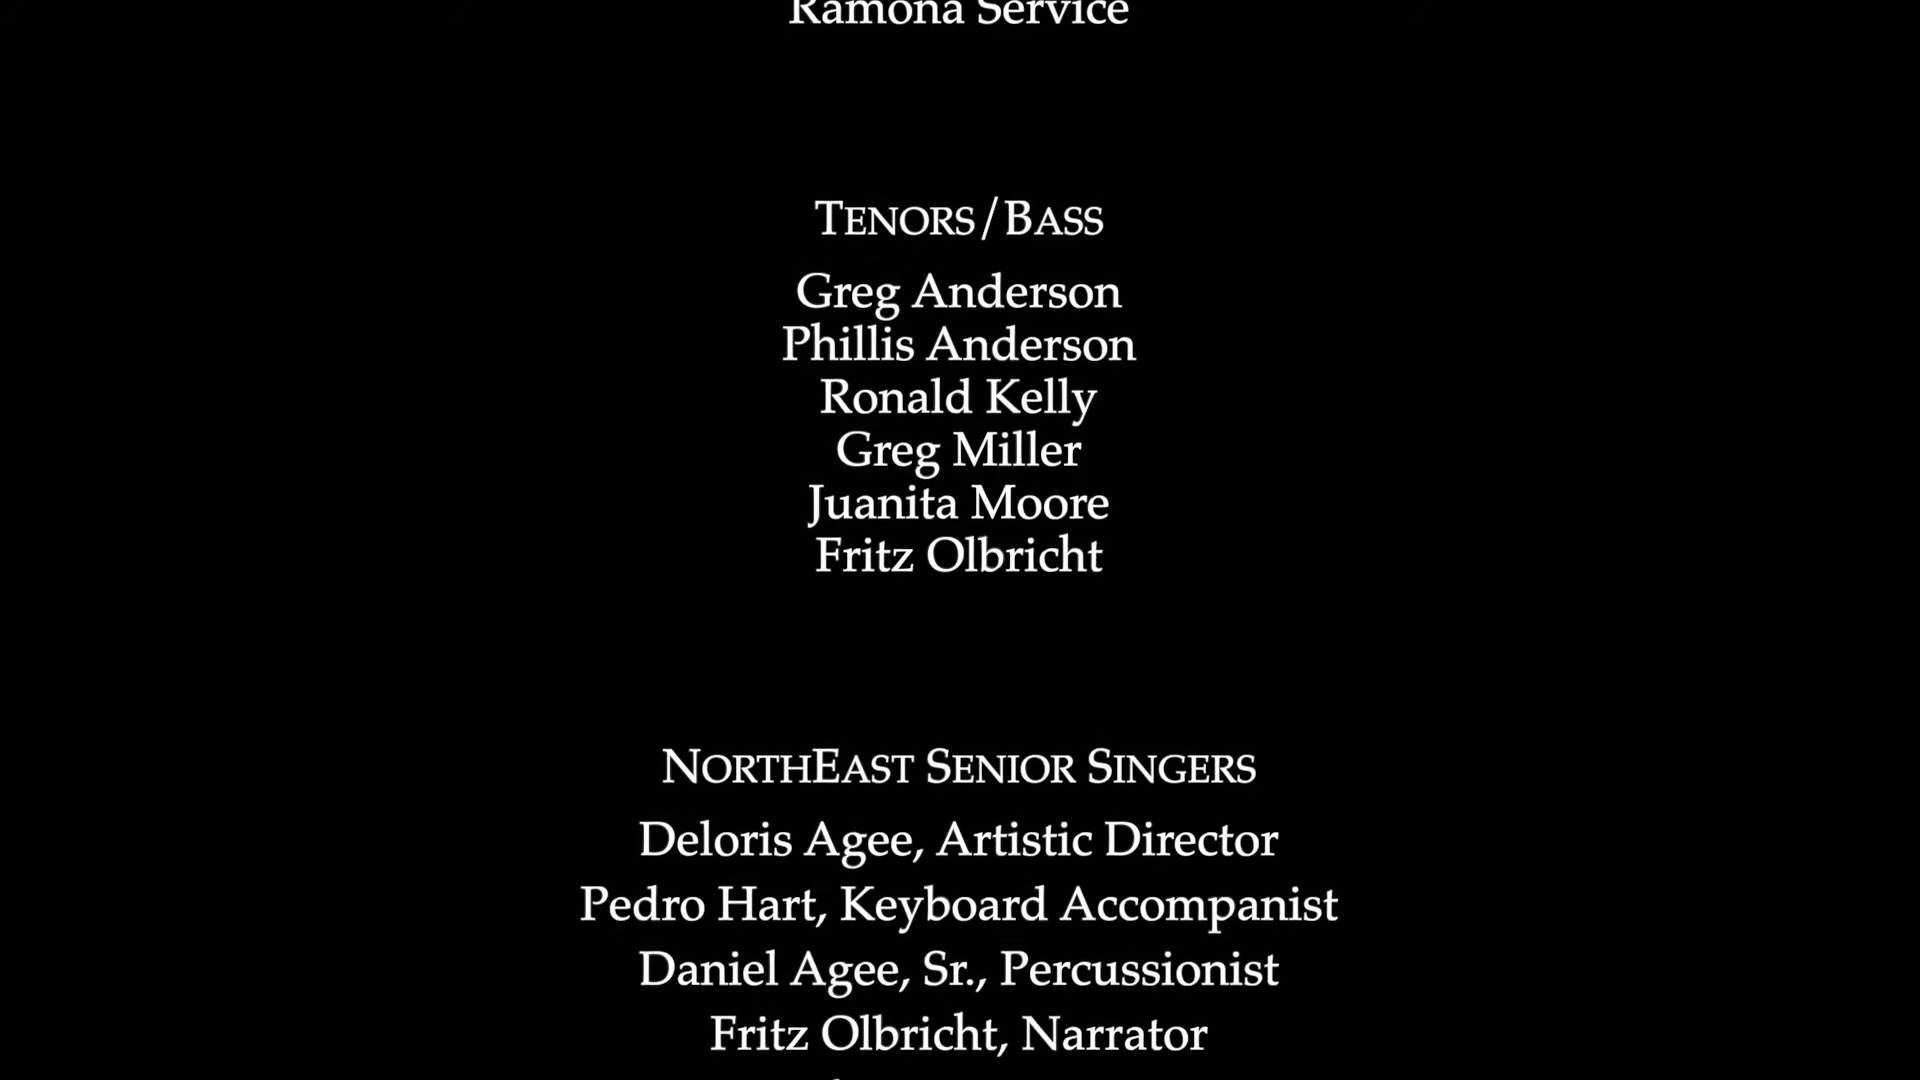 Ramona Service
TENORS/BASS
Greg Anderson
Phillis Anderson
Ronald Kelly
Greg Miller
Juanita Moore
Fritz Olbricht
NORTHEAST SENIOR SINGERS
Deloris Agee, Artistic Director
Pedro Hart, Keyboard Accompanist
Daniel Agee, Sr., Percussionist
Fritz Olbricht, Narrator